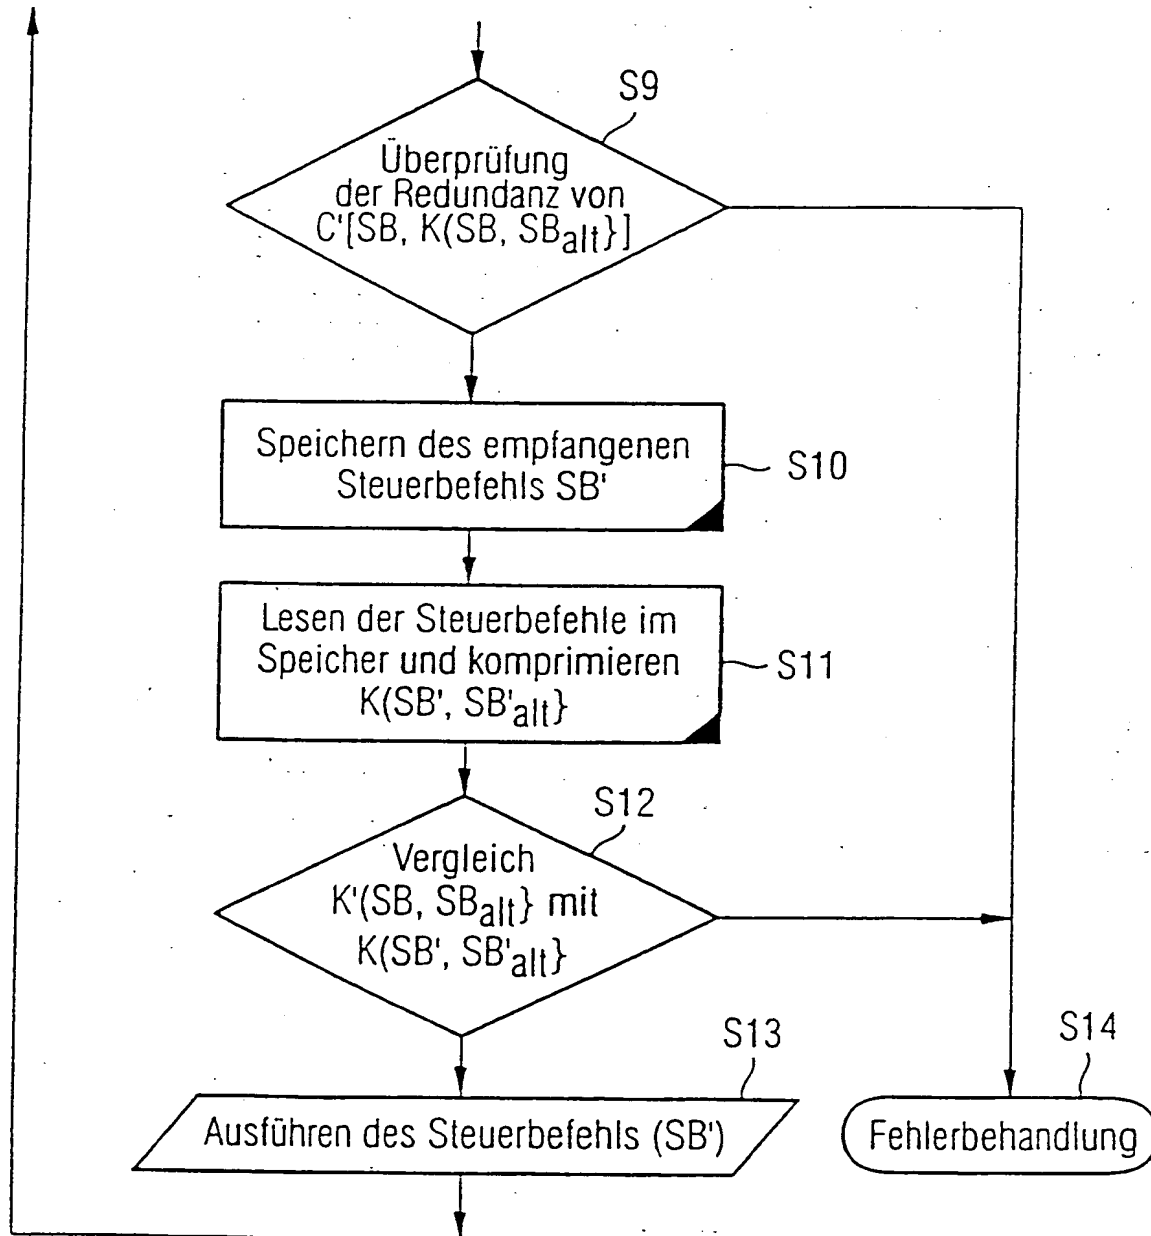 S9
Überprüfung
der Redundanz von
C'[SB, K(SB, SBalt}]
Speichern des empfangenen
Steuerbefehls SB'
S10
Lesen der Steuerbefehle im
Speicher und komprimieren
K(SB', SB'alt}
S11
S12
Vergleich
K'(SB, SBalt} mit
K(SB', SB'alt}
S13
Ausführen des Steuerbefehls (SB')
S14
Fehlerbehandlung